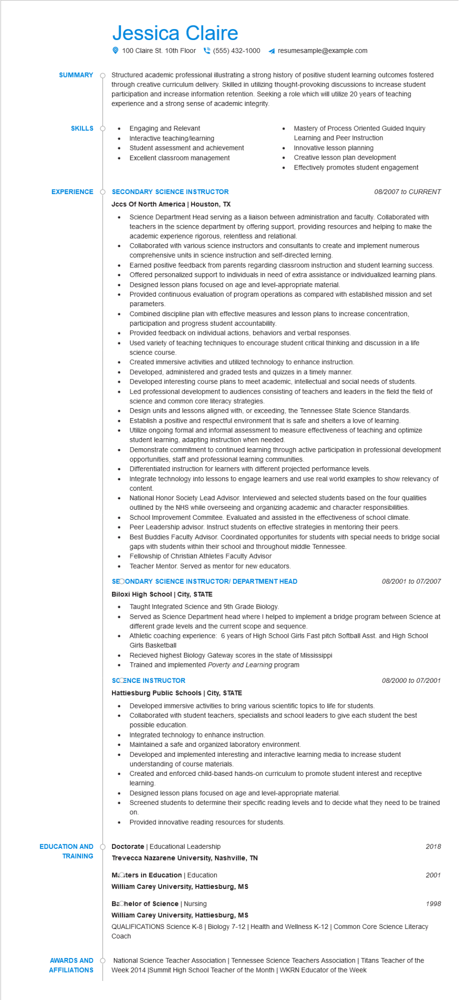 Jessica Claire
100 Claire St. 10th Floor (555) 432-1000 resumesample@example.com
SUMMARY
Structured academic professional illustrating a strong history of positive student learning outcomes fostered
through creative curriculum delivery. Skilled in utilizing thought-provoking discussions to increase student
participation and increase information retention. Seeking a role which will utilize 20 years of teaching
experience and a strong sense of academic integrity.
SKILLS
• Engaging and Relevant
• Interactive teaching/learning
• Student assessment and achievement
• Excellent classroom management
• Mastery of Process Oriented Guided Inquiry
Learning and Peer Instruction
• Innovative lesson planning
• Creative lesson plan development
• Effectively promotes student engagement
EXPERIENCE
SECONDARY SCIENCE INSTRUCTOR 08/2007 to CURRENT
Jccs Of North America | Houston, TX
• Science Department Head serving as a liaison between administration and faculty. Collaborated with
teachers in the science department by offering support, providing resources and helping to make the
academic experience rigorous, relentless and relational.
• Collaborated with various science instructors and consultants to create and implement numerous
comprehensive units in science instruction and self-directed lerning.
• Earned positive feedback from parents regarding classroom instruction and student learning success.
• Offered personalized support to individuals in need of extra assistance or individualized learning plans.
• Designed lesson plans focused on age and level-appropriate material.
• Provided continuous evaluation of program operations as compared with established mission and set
parameters.
• Combined discipline plan with effective measures and lesson plans to increase concentration,
participation and progress student accountability.
• Provided feedback on individual actions, behaviors and verbal responses.
• Used variety of teaching techniques to encourage student critical thinking and discussion in a life
science course.
• Created immersive activities and utilized technology to enhance instruction.
• Developed, administered and graded tests and quizzes in a timely manner.
• Developed interesting course plans to meet academic, intellectual and social needs of students.
• Led professional development to audiences consisting of teachers and leaders in the field the field of
science and common core literacy strategies.
• Design units and lessons aligned with, or exceeding, the Tennessee State Science Standards.
• Establish a positive and respectful environment that is safe and shelters a love of learning.
• Utilize ongoing formal and informal assessment to measure effectiveness of teaching and optimize
student learning, adapting instruction when needed.
• Demonstrate commitment to continued learning through active participation in professional development
opportunities, staff and professional learning communities.
• Differentiated instruction for learners with different projected performance levels.
• Integrate technology into lessons to engage learners and use real world examples to show relevancy of
content.
• National Honor Society Lead Advisor. Interviewed and selected students based on the four qualities
outlined by the NHS while overseeing and organizing academic and character responsibilities.
• School Improvement Commitee. Evaluated and assisted in the effectiveness of school climate.
• Peer Leadership advisor. Instruct students on effective strategies in mentoring their peers.
• Best Buddies Faculty Advisor. Coordinated opportunites for students with special needs to bridge social
gaps with students within their school and throughout middle Tennessee.
• Fellowship of Christian Athletes Faculty Advisor
• Teacher Mentor. Served as mentor for new educators.
SECONDARY SCIENCE INSTRUCTOR/ DEPARTMENT HEAD 08/2001 to 07/2007
Biloxi High School | City, STATE
• Taught Integrated Science and 9th Grade Biology.
• Served as Science Department head where I helped to implement a bridge program between Science at
different grade levels and the current scope and sequence.
• Athletic coaching experience:  6 years of High School Girls Fast pitch Softball Asst. and High School
Girls Basketball
• Recieved highest Biology Gateway scores in the state of Mississippi
• Trained and implemented Poverty and Learning program
SCIENCE INSTRUCTOR 08/2000 to 07/2001
Hattiesburg Public Schools | City, STATE
• Developed immersive activities to bring various scientific topics to life for students.
• Collaborated with student teachers, specialists and school leaders to give each student the best
possible education.
• Integrated technology to enhance instruction.
• Maintained a safe and organized laboratory environment.
• Developed and implemented interesting and interactive learning media to increase student
understanding of course materials.
• Created and enforced child-based hands-on curriculum to promote student interest and receptive
learning.
• Designed lesson plans focused on age and level-appropriate material.
• Screened students to determine their specific reading levels and to decide what they need to be trained
on.
• Provided innovative reading resources for students.
EDUCATION AND
TRAINING
Doctorate | Educational Leadership 2018
Trevecca Nazarene University, Nashville, TN
Masters in Education | Education 2001
William Carey University, Hattiesburg, MS
Bachelor of Science | Nursing 1998
William Carey University, Hattiesburg, MS
QUALIFICATIONS Science K-8 | Biology 7-12 | Health and Wellness K-12 | Common Core Science Literacy
Coach
AWARDS AND
AFFILIATIONS
National Science Teacher Association | Tennessee Science Teachers Association | Titans Teacher of the
Week 2014 |Summit High School Teacher of the Month | WKRN Educator of the Week